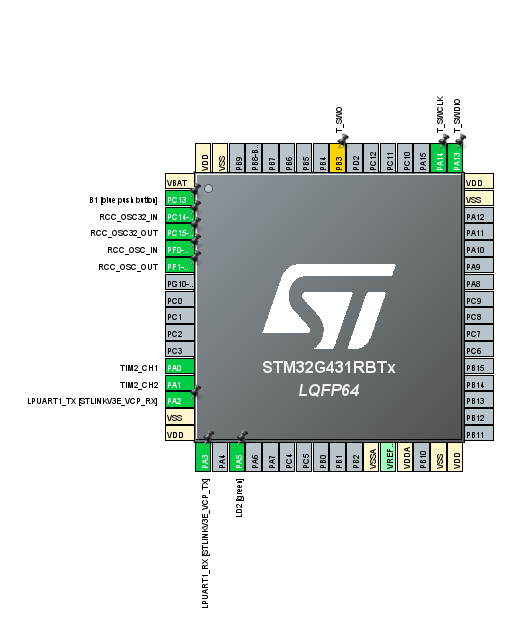 T_SWO
T_SWCLK
T_SWDIO
VDD
VSS
PB9
PB8-B..
PB7
PB6
PB5
PB4
PB3
PD2
PC12
PC11
PC10
PA15
PA14
PA13
VBAT
B1 [blue push button] PC13
RCC_OSC32_IN PC14-..
RCC_OSC32_OUT PC15-..
RCC_OSC_IN PF0-..
RCC_OSC_OUT PF1-..
PG10-..
PC0
PC1
PC2
PC3
TIM2_CH1 PA0
TIM2_CH2 PA1
LPUART1_TX [STLINKV3E_VCP_RX] PA2
VSS
VDD
STM32G431RBTx
LQFP64
VDD
VSS
PA12
PA11
PA10
PA9
PA8
PC9
PC8
PC7
PC6
PB15
PB14
PB13
PB12
PB11
PA3
PA4
PA5
PA6
PA7
PC4
PC5
PB0
PB1
PB2
VSSA
VREF..
VDDA
PB10
VSS
VDD
LPUART1_RX [STLINKV3E_VCP_TX]
LD2 [green]